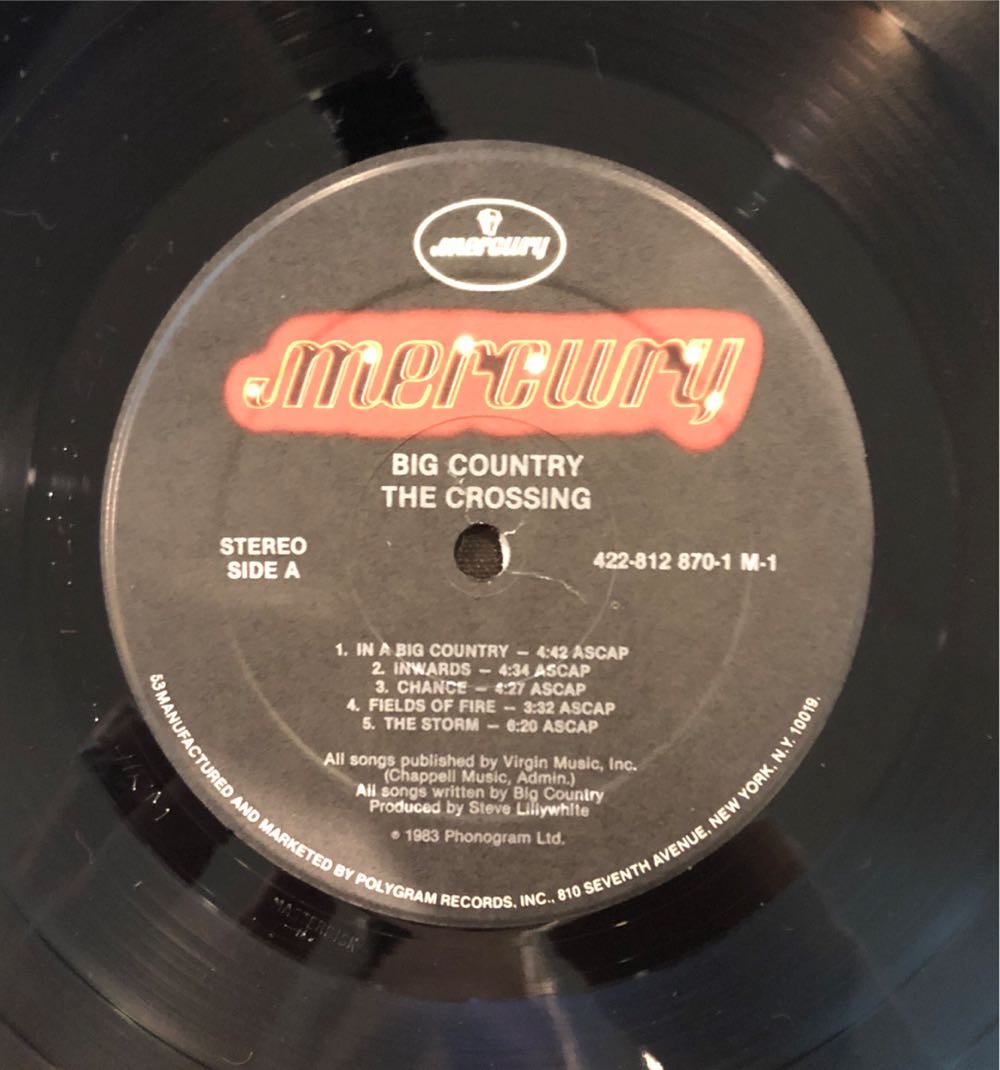 mercury
mercury
BIG COUNTRY
THE CROSSING
STEREO
SIDE A
422-812 870-1 M-1
1. IN A BIG COUNTRY — 4:42 ASCAP
2. INWARDS — 4:34 ASCAP
3. CHANCE — 4:27 ASCAP
4. FIELDS OF FIRE — 3:32 ASCAP
5. THE STORM — 6:20 ASCAP
All songs published by Virgin Music, Inc.
(Chappell Music, Admin.)
All songs written by Big Country
Produced by Steve Lillywhite
℗ 1983 Phonogram Ltd.
53 MANUFACTURED AND MARKETED BY POLYGRAM RECORDS, INC., 810 SEVENTH AVENUE, NEW YORK, N.Y. 10019.
MASTERDISK